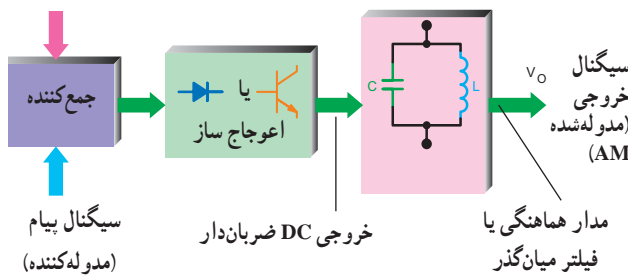 جمع‌کننده
یا
اعوجاج ساز
C
L
V_O
سیگنال
خروجی
(مدوله‌شده
AM)
سیگنال پیام
(مدوله‌کننده)
خروجی DC ضربان‌دار
مدار هماهنگی یا
فیلتر میان‌گذر